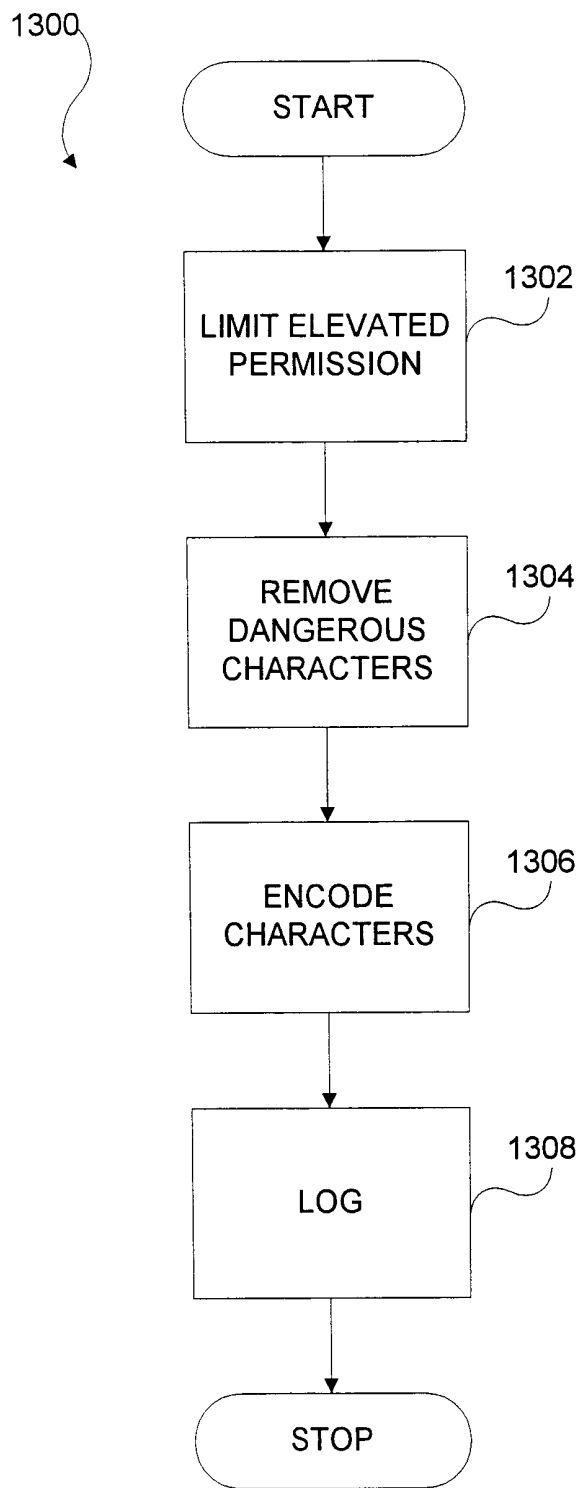 1300
START
1302
LIMIT ELEVATED
PERMISSION
1304
REMOVE
DANGEROUS
CHARACTERS
1306
ENCODE
CHARACTERS
1308
LOG
STOP